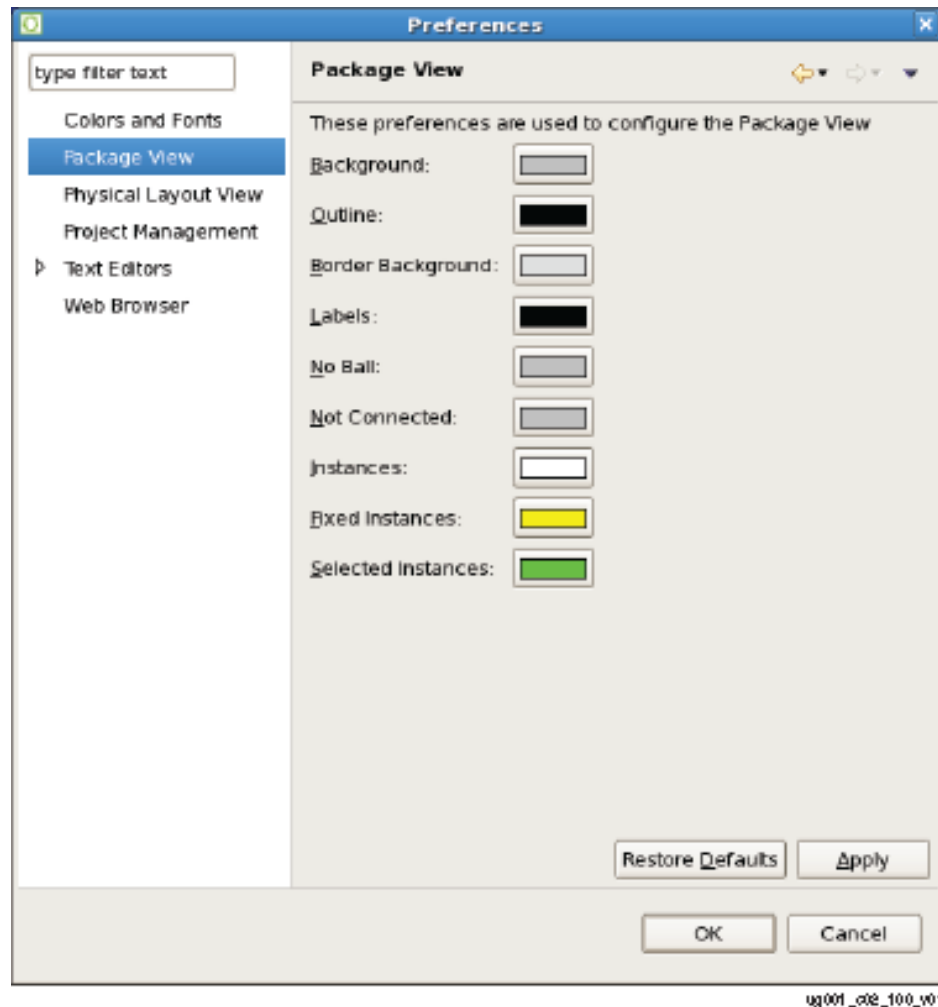 Preferences
type filter text
Package View
Colors and Fonts
Package View
Physical Layout View
Project Management
Text Editors
Web Browser
These preferences are used to configure the Package View
Background:
Outline:
Border Background:
Labels:
No Ball:
Not Connected:
Instances:
Fixed Instances:
Selected Instances:
Restore Defaults
Apply
OK
Cancel